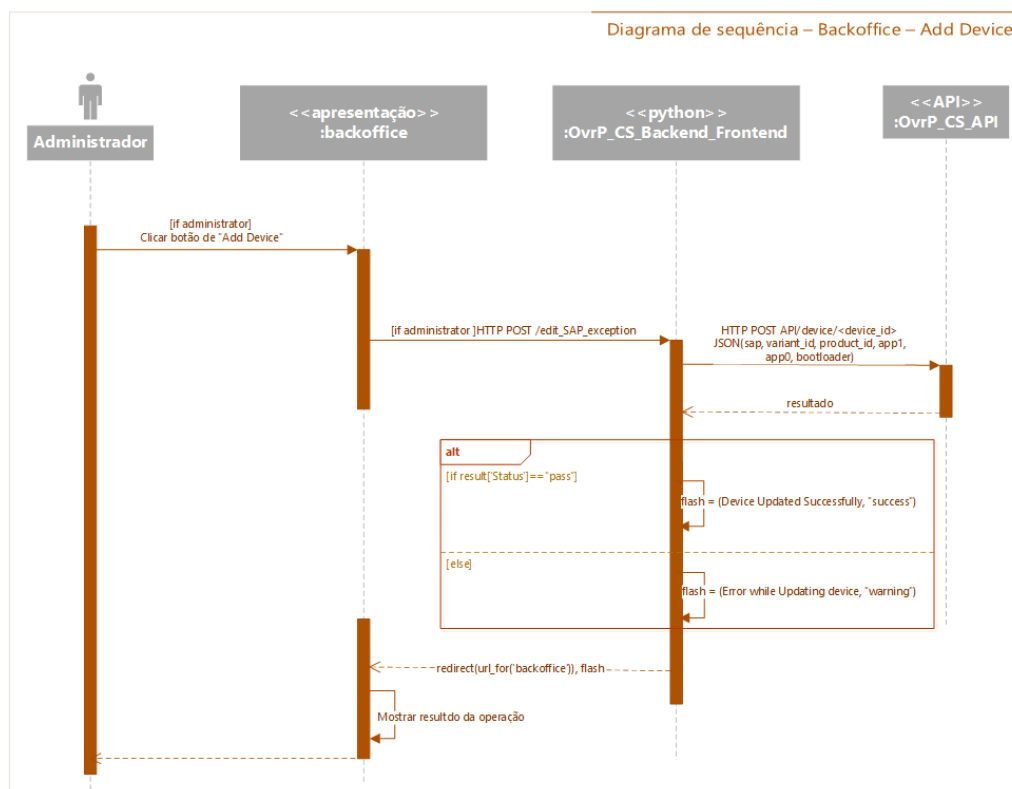 Diagrama de sequência – Backoffice – Add Device
Administrador
<<apresentação>>
:backoffice
<<python>>
:OvrP_CS_Backend_Frontend
<<API>>
:OvrP_CS_API
[if administrator]
Clicar botão de "Add Device"
[if administrator ]HTTP POST /edit_SAP_exception
HTTP POST API/device/<device_id>
JSON(sap, variant_id, product_id, app1,
app0, bootloader)
resultado
alt
[if result['Status']=="pass"]
flash = (Device Updated Successfully, "success")
[else]
flash = (Error while Updating device, "warning")
redirect(url_for('backoffice')), flash
Mostrar resultdo da operação